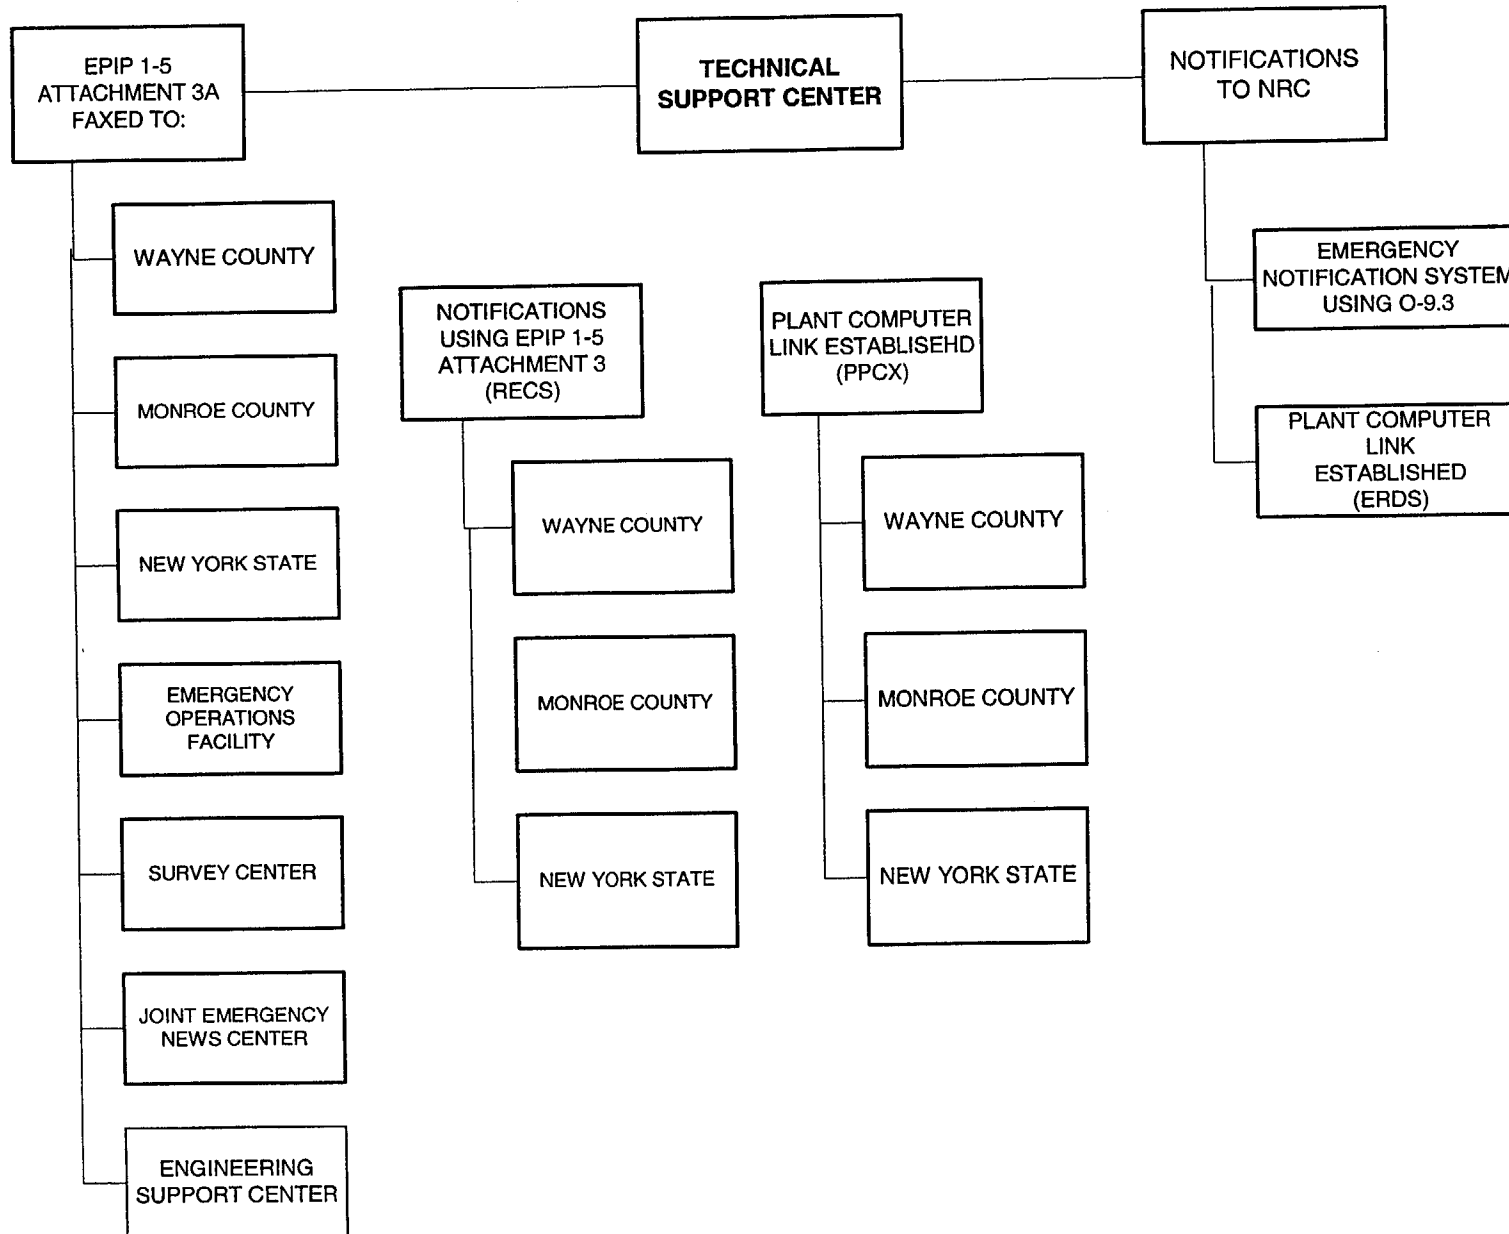 EPIP 1-5
ATTACHMENT 3A
FAXED TO:
TECHNICAL
SUPPORT CENTER
NOTIFICATIONS
TO NRC
WAYNE COUNTY
MONROE COUNTY
NEW YORK STATE
EMERGENCY
OPERATIONS
FACILITY
SURVEY CENTER
JOINT EMERGENCY
NEWS CENTER
ENGINEERING
SUPPORT CENTER
NOTIFICATIONS
USING EPIP 1-5
ATTACHMENT 3
(RECS)
WAYNE COUNTY
MONROE COUNTY
NEW YORK STATE
PLANT COMPUTER
LINK ESTABLISEHD
(PPCX)
WAYNE COUNTY
MONROE COUNTY
NEW YORK STATE
EMERGENCY
NOTIFICATION SYSTEM
USING O-9.3
PLANT COMPUTER
LINK
ESTABLISHED
(ERDS)